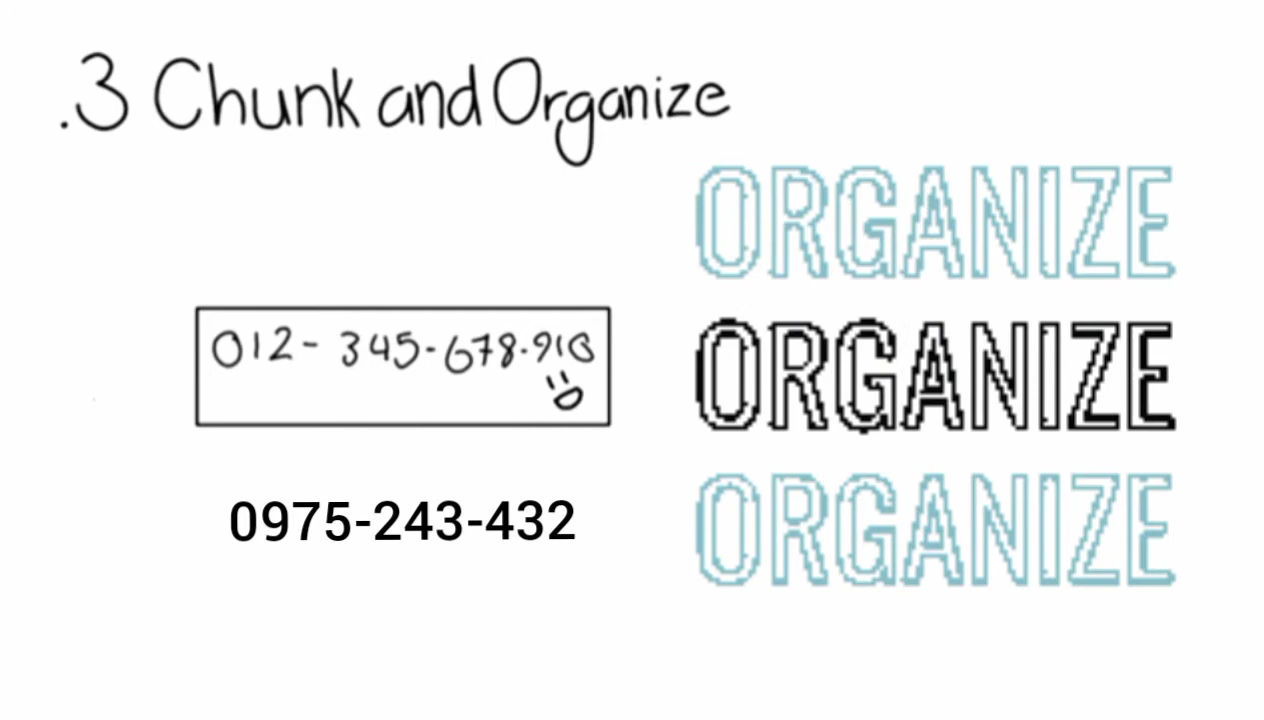 .3 Chunk and Organize
ORGANIZE
012-345-678-910
ORGANIZE
0975-243-432
ORGANIZE